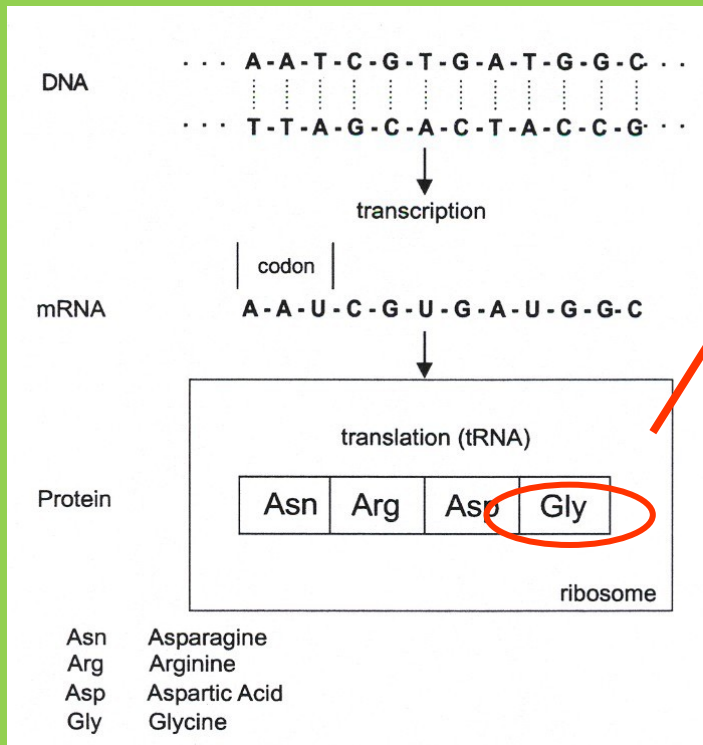 DNA
· · · A - A - T - C - G - T - G - A - T - G - G - C · · ·
· · · T - T - A - G - C - A - C - T - A - C - C - G · · ·
transcription
codon
mRNA
A - A - U - C - G - U - G - A - U - G - G - C
translation (tRNA)
Protein
Asn Arg Asp Gly
ribosome
Asn Asparagine
Arg Arginine
Asp Aspartic Acid
Gly Glycine